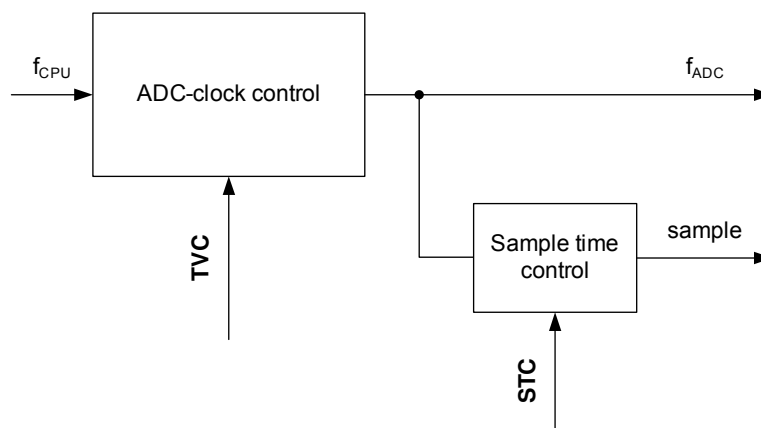 fCPU
ADC-clock control
fADC
TVC
Sample time
control
sample
STC